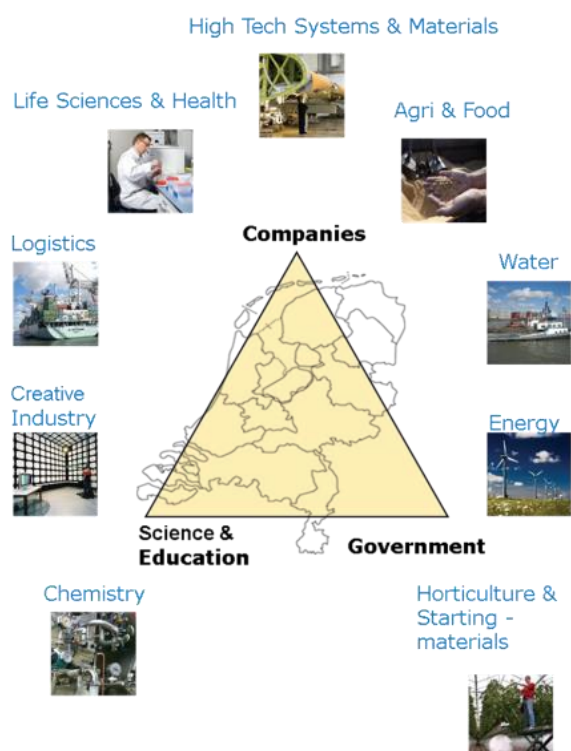 High Tech Systems & Materials
Life Sciences & Health
Agri & Food
Companies
Logistics
Water
Creative
Industry
Energy
Science &
Education
Government
Chemistry
Horticulture &
Starting -
materials